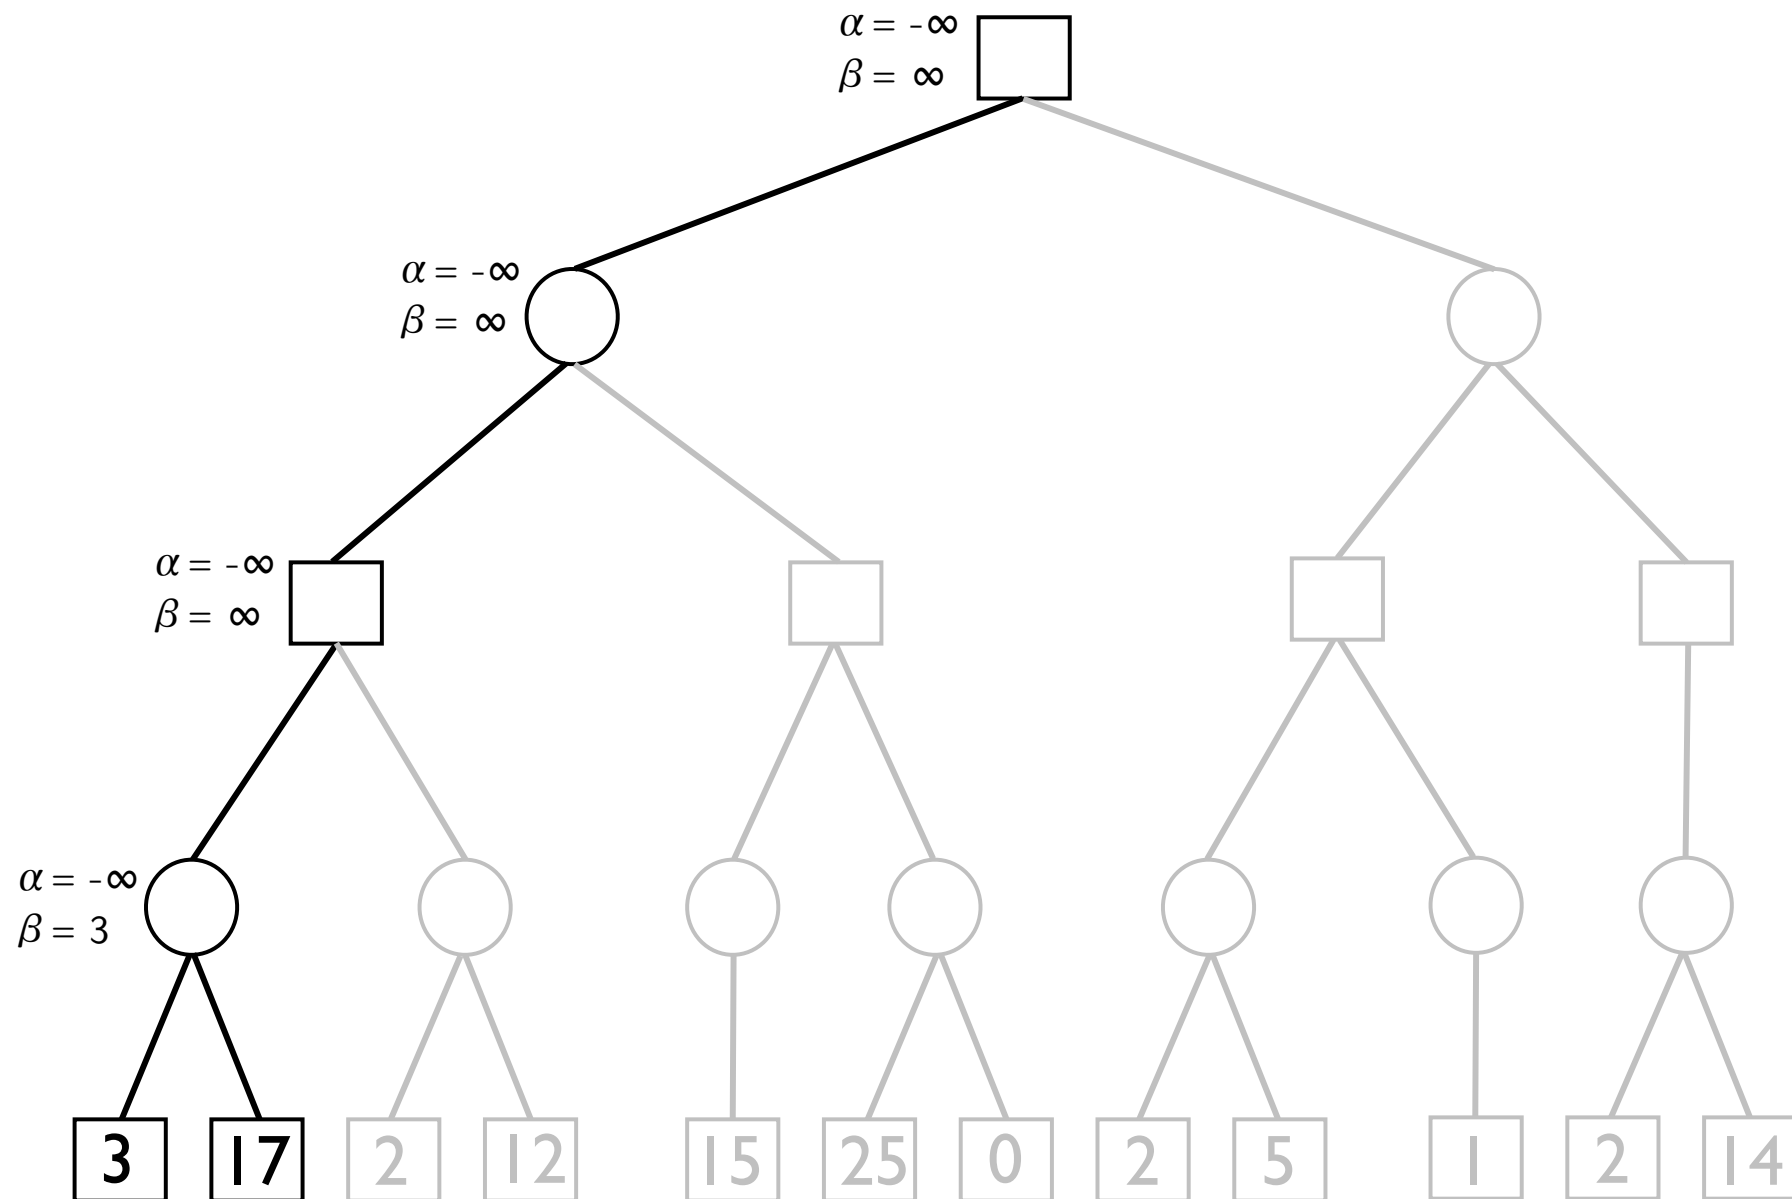 α = -∞
β = ∞
α = -∞
β = ∞
α = -∞
β = ∞
α = -∞
β = 3
3 17 2 12 15 25 0 2 5 1 2 14